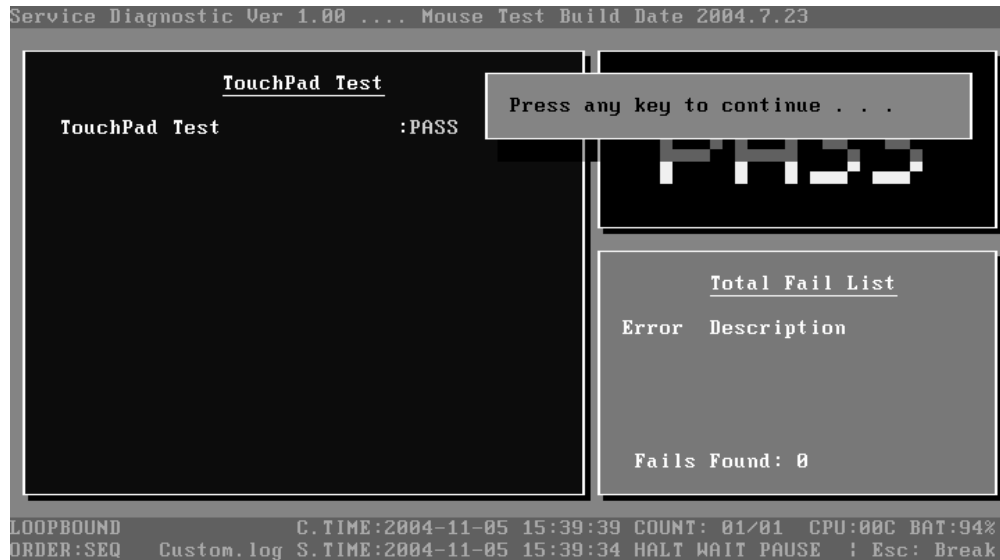 Service Diagnostic Ver 1.00 .... Mouse Test Build Date 2004.7.23
TouchPad Test
TouchPad Test :PASS
Press any key to continue . . .
PASS
Total Fail List
Error Description
Fails Found: 0
LOOPBOUND C.TIME:2004-11-05 15:39:39 COUNT: 01/01 CPU:00C BAT:94%
ORDER:SEQ Custom.log S.TIME:2004-11-05 15:39:34 HALT WAIT PAUSE ¦ Esc: Break